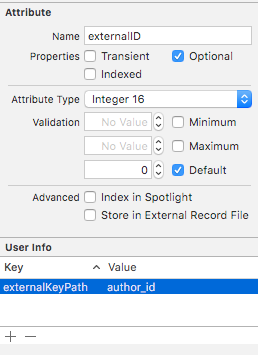 Attribute
Name externalID
Properties Transient Optional
Indexed
Attribute Type Integer 16
Validation No Value Minimum
No Value Maximum
0 Default
Advanced Index in Spotlight
Store in External Record File
User Info
Key Value
externalKeyPath author_id